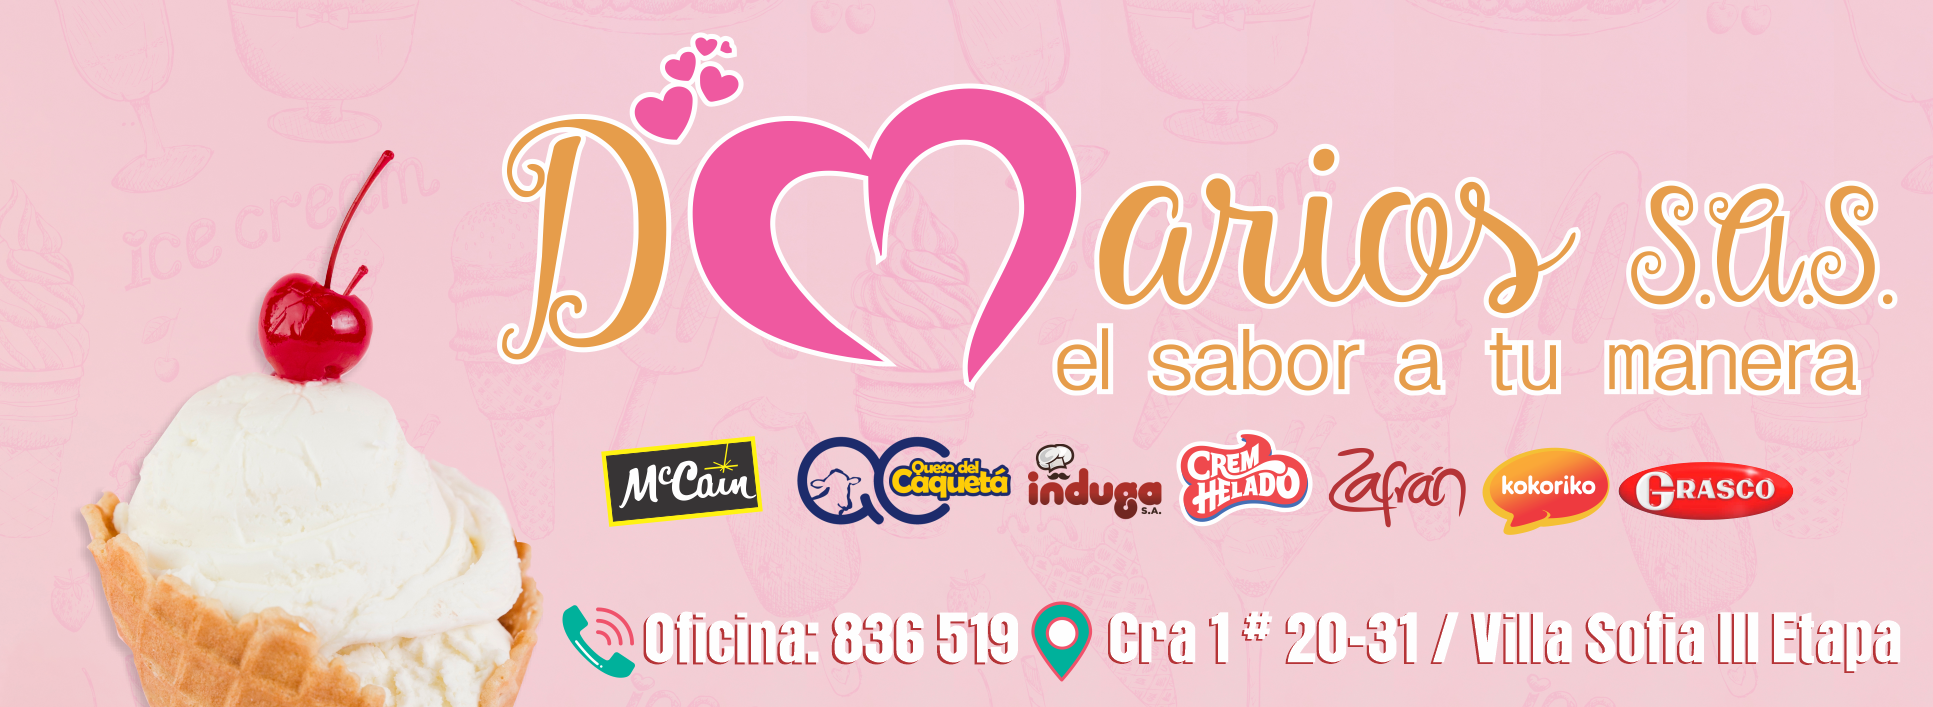 D'Marios S.A.S.
el sabor a tu manera
McCain
Queso del
Caquetá
induga
S.A.
CREM
HELADO
Zafrán
kokoriko
GRASCO
Oficina: 836 519 Cra 1 # 20-31 / Villa Sofia III Etapa
ice cream